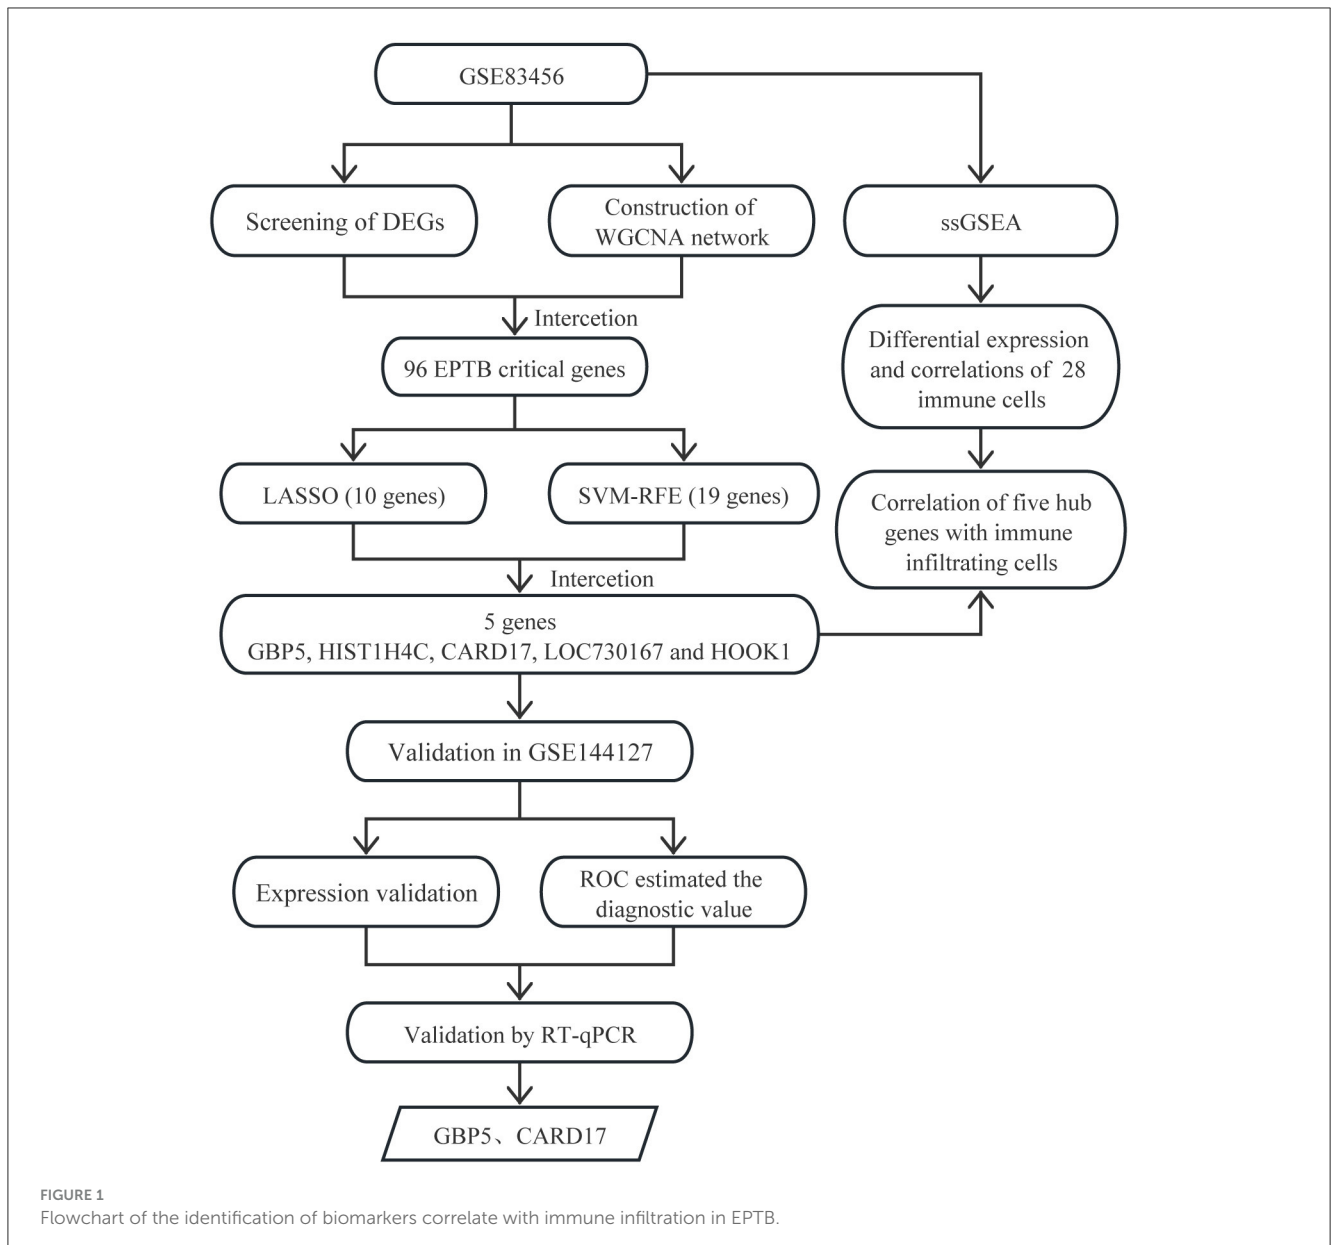 GSE83456
Screening of DEGs
Construction of
WGCNA network
ssGSEA
Intercetion
96 EPTB critical genes
Differential expression
and correlations of 28
immune cells
LASSO (10 genes)
SVM-RFE (19 genes)
Correlation of five hub
genes with immune
infiltrating cells
Intercetion
5 genes
GBP5, HIST1H4C, CARD17, LOC730167 and HOOK1
Validation in GSE144127
Expression validation
ROC estimated the
diagnostic value
Validation by RT-qPCR
GBP5、CARD17
FIGURE 1
Flowchart of the identification of biomarkers correlate with immune infiltration in EPTB.